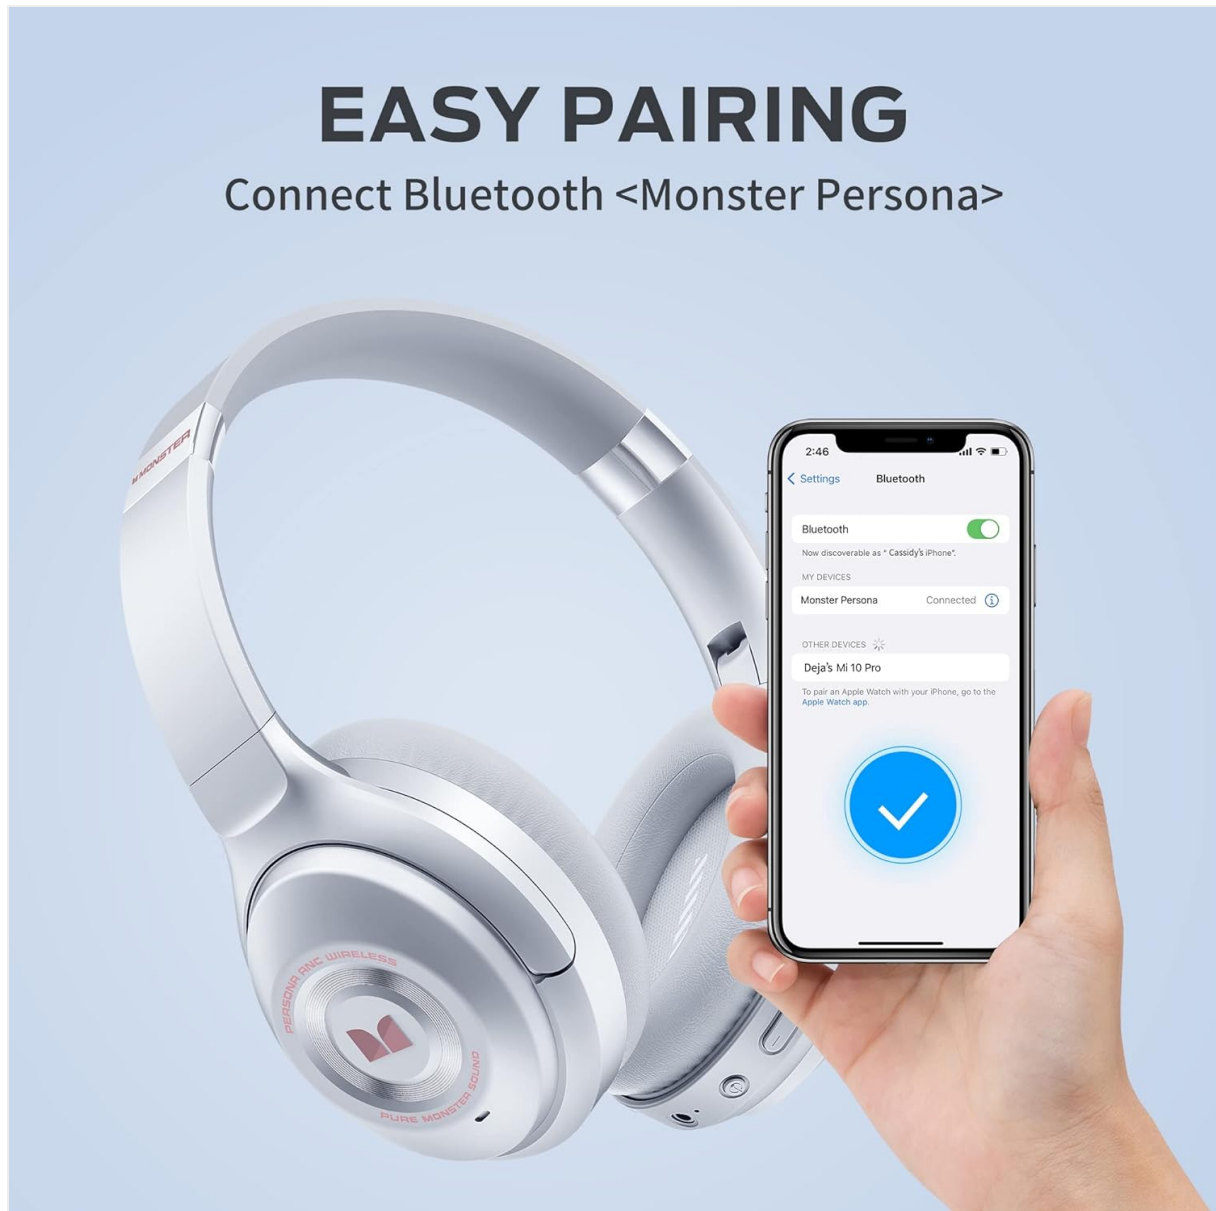 EASY PAIRING
Connect Bluetooth <Monster Persona>
MONSTER
2:46
Settings
Bluetooth
Bluetooth
Now discoverable as " Cassidy's iPhone".
MY DEVICES
Monster Persona Connected
OTHER DEVICES
Deja's Mi 10 Pro
To pair an Apple Watch with your iPhone, go to the
Apple Watch app.
PERSONA ANC WIRELESS
PURE MONSTER SOUND